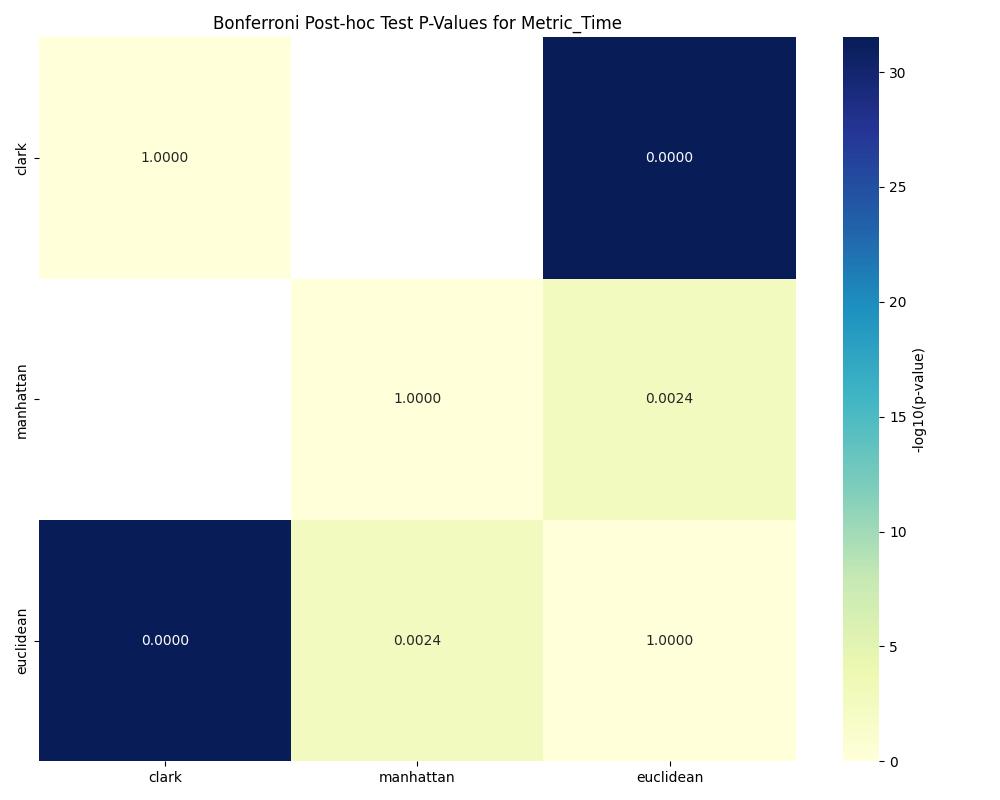 Bonferroni Post-hoc Test P-Values for Metric_Time
clark
1.0000
0.0000
manhattan
1.0000
0.0024
euclidean
0.0000
0.0024
1.0000
clark
manhattan
euclidean
30
25
20
15
10
5
0
-log10(p-value)